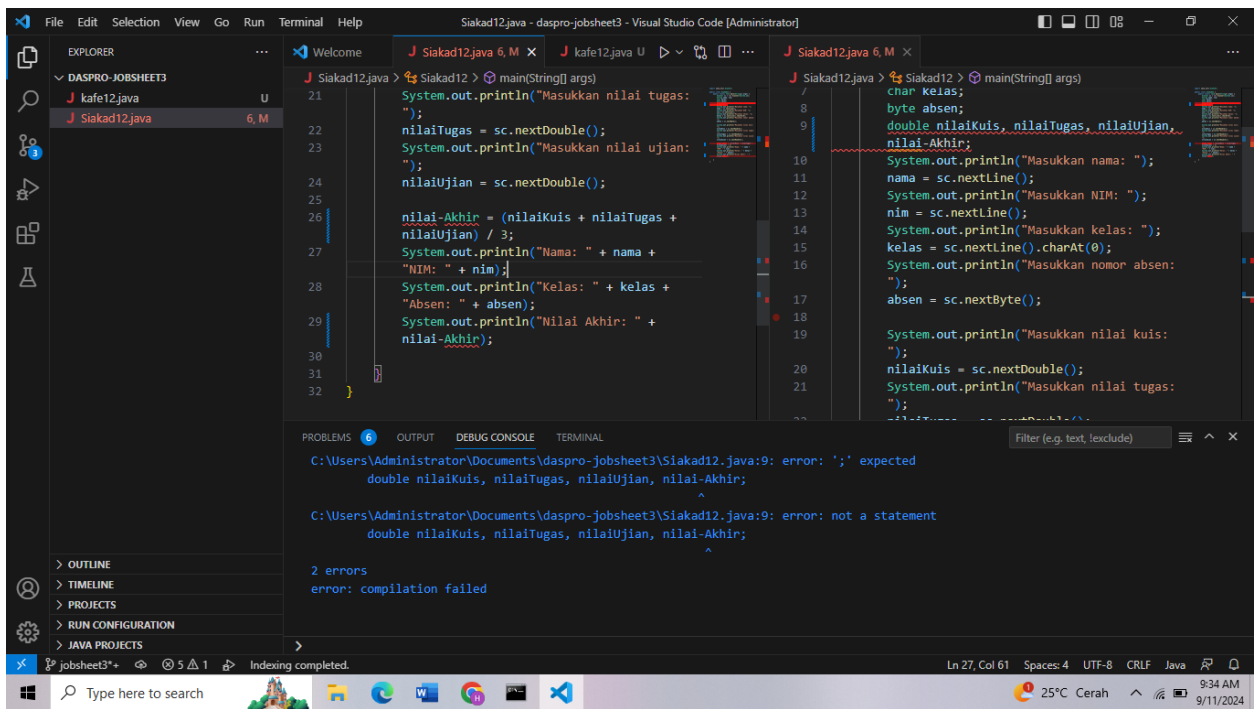 File Edit Selection View Go Run Terminal Help
Siakad12.java - daspro-jobsheet3 - Visual Studio Code [Administrator]
EXPLORER
DASPRO-JOBSHEET3
kafe12.java U
Siakad12.java 6, M
Welcome
Siakad12.java 6, M
kafe12.java U
Siakad12.java > Siakad12 > main(String[] args)
21 System.out.println("Masukkan nilai tugas:
");
22 nilaiTugas = sc.nextDouble();
23 System.out.println("Masukkan nilai ujian:
");
24 nilaiUjian = sc.nextDouble();
25
26 nilai-Akhir = (nilaiKuis + nilaiTugas +
nilaiUjian) / 3;
27 System.out.println("Nama: " + nama +
"NIM: " + nim);
28 System.out.println("Kelas: " + kelas +
"Absen: " + absen);
29 System.out.println("Nilai Akhir: " +
nilai-Akhir);
30
31 }
32 }
Siakad12.java 6, M
Siakad12.java > Siakad12 > main(String[] args)
7 char kelas;
8 byte absen;
9 double nilaiKuis, nilaiTugas, nilaiUjian,
nilai-Akhir;
10 System.out.println("Masukkan nama: ");
11 nama = sc.nextLine();
12 System.out.println("Masukkan NIM: ");
13 nim = sc.nextLine();
14 System.out.println("Masukkan kelas: ");
15 kelas = sc.nextLine().charAt(0);
16 System.out.println("Masukkan nomor absen:
");
17 absen = sc.nextByte();
18
19 System.out.println("Masukkan nilai kuis:
");
20 nilaiKuis = sc.nextDouble();
21 System.out.println("Masukkan nilai tugas:
");
PROBLEMS 6 OUTPUT DEBUG CONSOLE TERMINAL
Filter (e.g. text, !exclude)
C:\Users\Administrator\Documents\daspro-jobsheet3\Siakad12.java:9: error: ';' expected
double nilaiKuis, nilaiTugas, nilaiUjian, nilai-Akhir;
^
C:\Users\Administrator\Documents\daspro-jobsheet3\Siakad12.java:9: error: not a statement
double nilaiKuis, nilaiTugas, nilaiUjian, nilai-Akhir;
^
2 errors
error: compilation failed
>
OUTLINE
TIMELINE
PROJECTS
RUN CONFIGURATION
JAVA PROJECTS
3
jobsheet3*+ 5 1 Indexing completed.
Ln 27, Col 61 Spaces: 4 UTF-8 CRLF Java
Type here to search
25°C Cerah
9:34 AM
9/11/2024